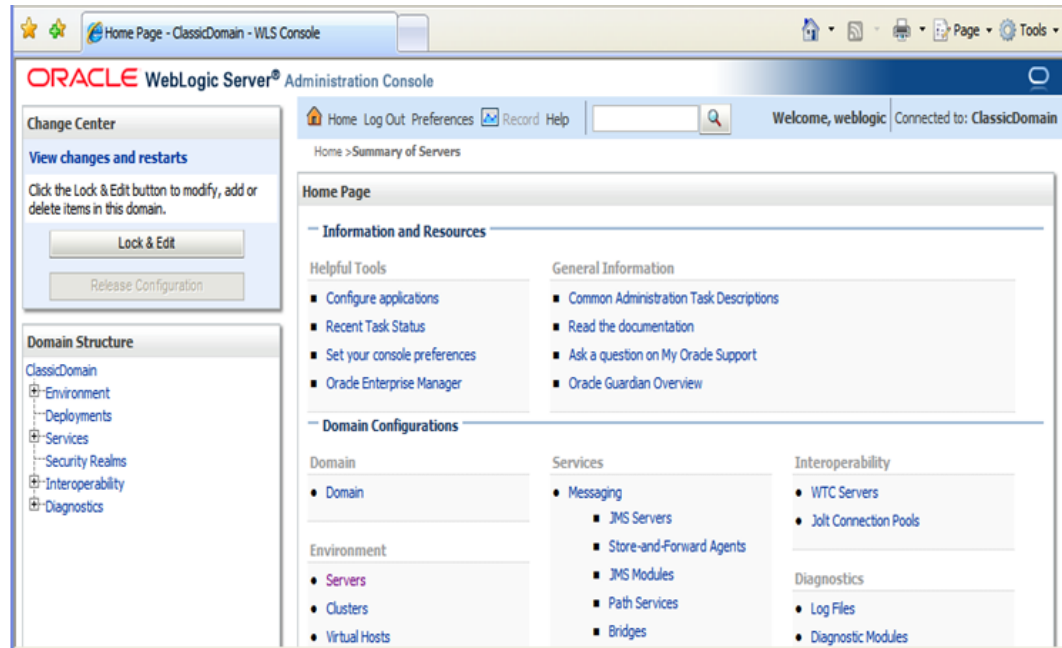 Home Page - ClassicDomain - WLS Console
Page
Tools
ORACLE WebLogic Server® Administration Console
Change Center
View changes and restarts
Click the Lock & Edit button to modify, add or
delete items in this domain.
Lock & Edit
Release Configuration
Domain Structure
ClassicDomain
Environment
Deployments
Services
Security Realms
Interoperability
Diagnostics
Home Log Out Preferences Record Help
Welcome, weblogic Connected to: ClassicDomain
Home >Summary of Servers
Home Page
Information and Resources
Helpful Tools
Configure applications
Recent Task Status
Set your console preferences
Oracle Enterprise Manager
General Information
Common Administration Task Descriptions
Read the documentation
Ask a question on My Oracle Support
Oracle Guardian Overview
Domain Configurations
Domain
Domain
Environment
Servers
Clusters
Virtual Hosts
Services
Messaging
JMS Servers
Store-and-Forward Agents
JMS Modules
Path Services
Bridges
Interoperability
WTC Servers
Jolt Connection Pools
Diagnostics
Log Files
Diagnostic Modules